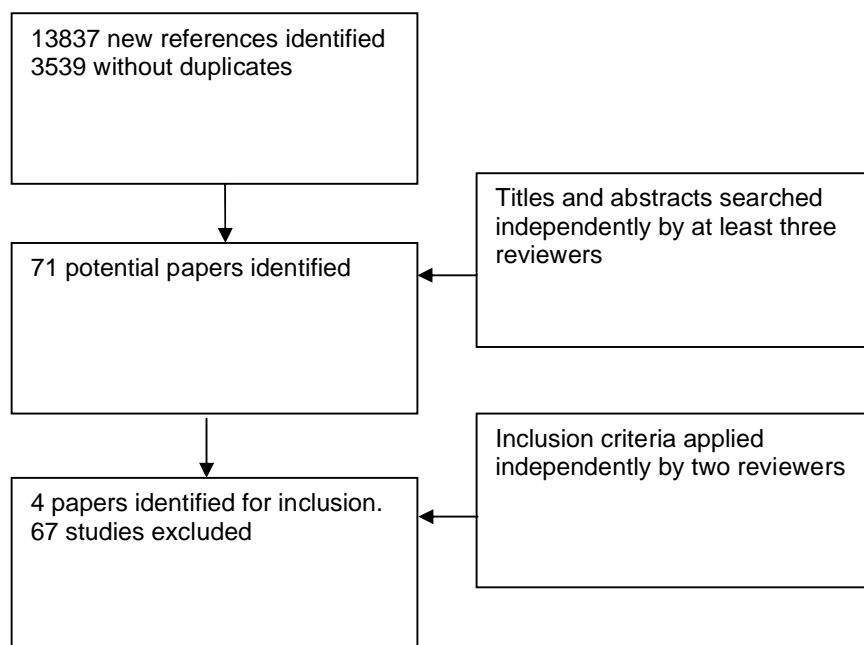 13837 new references identified
3539 without duplicates
Titles and abstracts searched
independently by at least three
reviewers
71 potential papers identified
Inclusion criteria applied
independently by two reviewers
4 papers identified for inclusion.
67 studies excluded